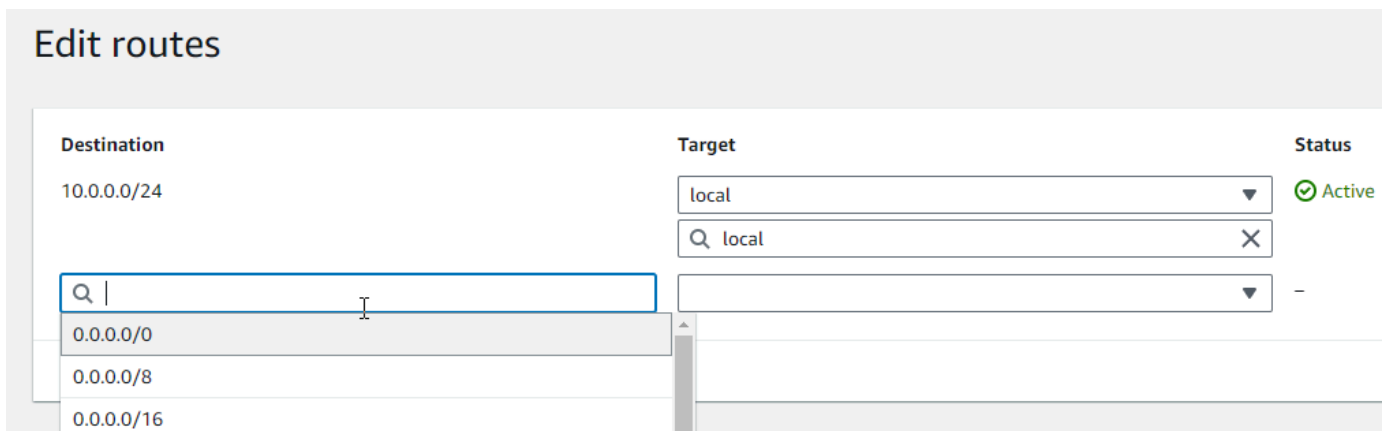 Edit routes
Destination Target Status
10.0.0.0/24 local Active
local
–
0.0.0.0/0
0.0.0.0/8
0.0.0.0/16